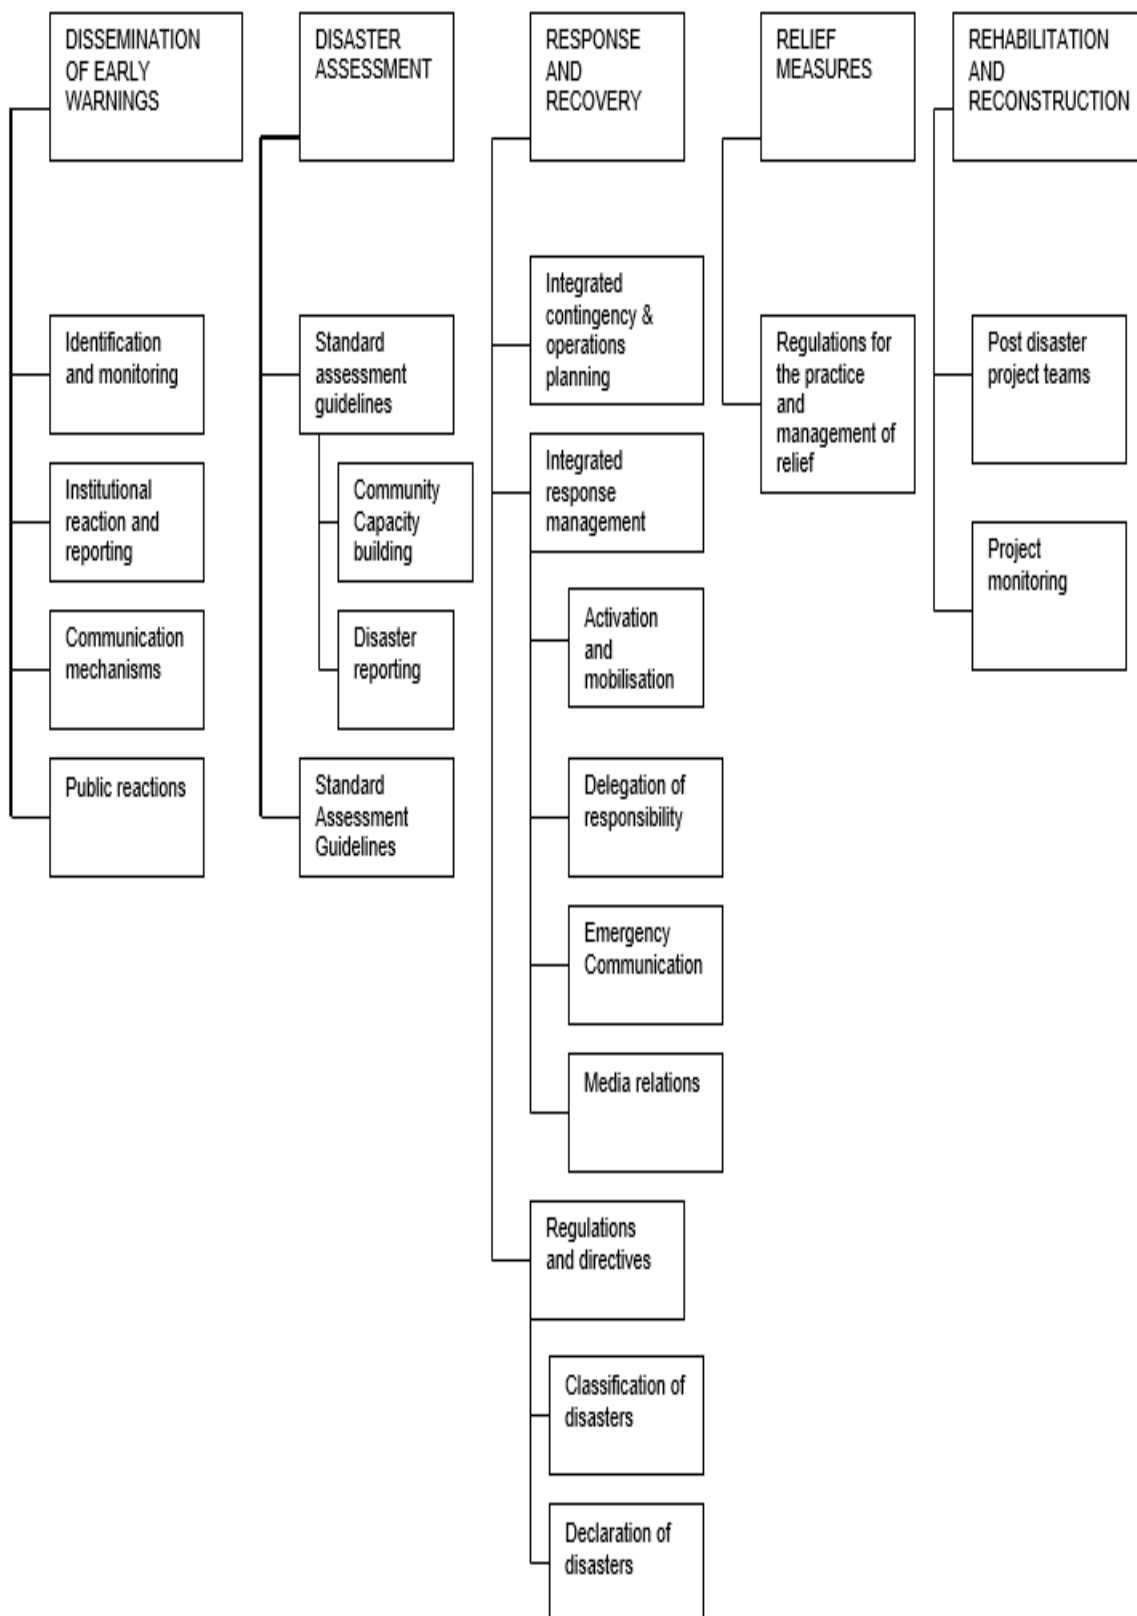 DISSEMINATION
OF EARLY
WARNINGS
DISASTER
ASSESSMENT
RESPONSE
AND
RECOVERY
RELIEF
MEASURES
REHABILITATION
AND
RECONSTRUCTION
Identification
and monitoring
Institutional
reaction and
reporting
Communication
mechanisms
Public reactions
Standard
assessment
guidelines
Community
Capacity
building
Disaster
reporting
Standard
Assessment
Guidelines
Integrated
contingency &
operations
planning
Integrated
response
management
Activation
and
mobilisation
Delegation of
responsibility
Emergency
Communication
Media relations
Regulations
and directives
Classification of
disasters
Declaration of
disasters
Regulations for
the practice
and
management of
relief
Post disaster
project teams
Project
monitoring